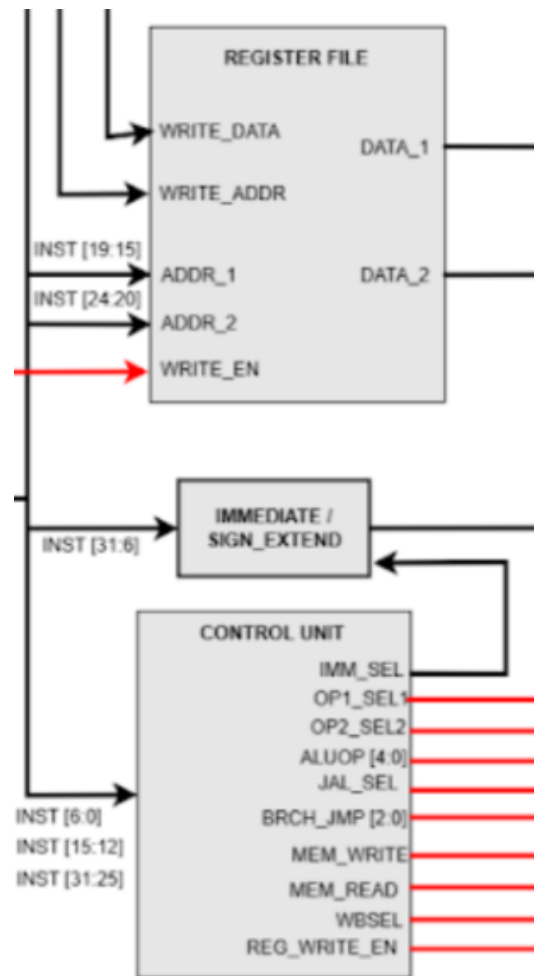 REGISTER FILE
WRITE_DATA
DATA_1
WRITE_ADDR
INST [19:15]
ADDR_1
DATA_2
INST [24:20]
ADDR_2
WRITE_EN
IMMEDIATE /
SIGN_EXTEND
INST [31:6]
CONTROL UNIT
IMM_SEL
OP1_SEL1
OP2_SEL2
ALUOP [4:0]
JAL_SEL
BRCH_JMP [2:0]
INST [6:0]
INST [15:12]
INST [31:25]
MEM_WRITE
MEM_READ
WBSEL
REG_WRITE_EN